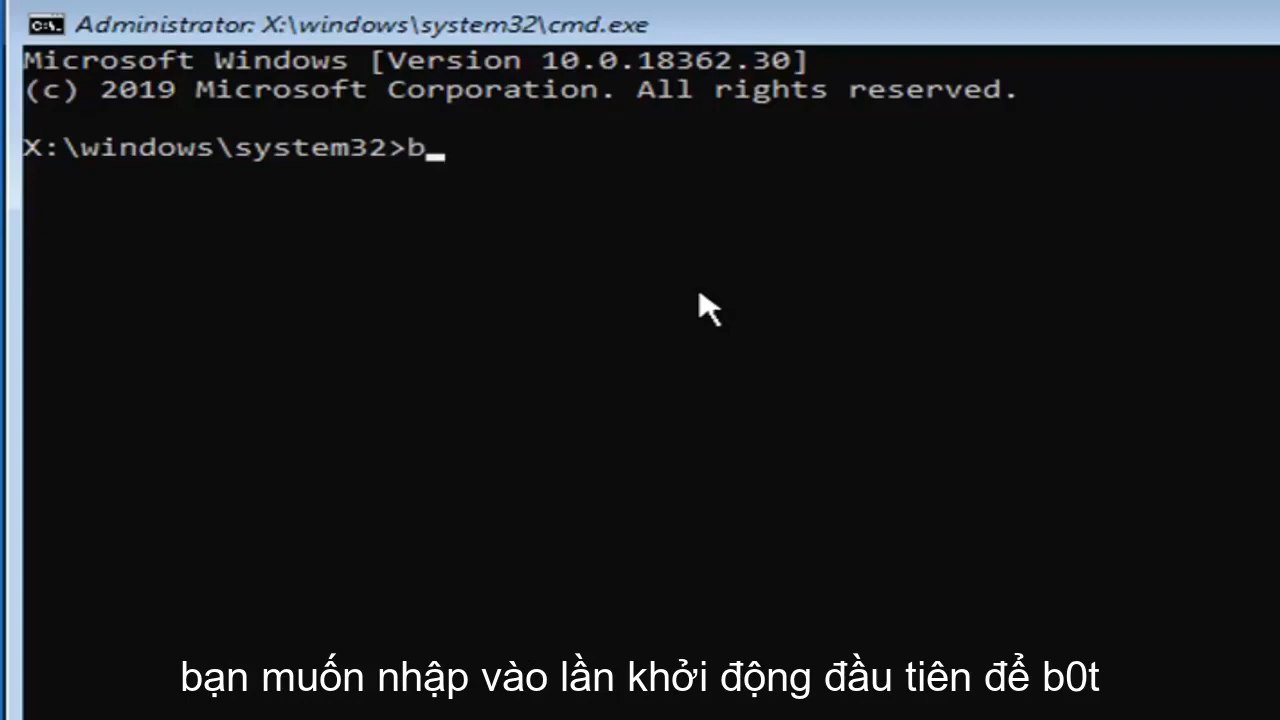 Administrator: X:\windows\system32\cmd.exe
Microsoft Windows [Version 10.0.18362.30]
(c) 2019 Microsoft Corporation. All rights reserved.
X:\windows\system32>b_
bạn muốn nhập vào lần khởi động đầu tiên để b0t